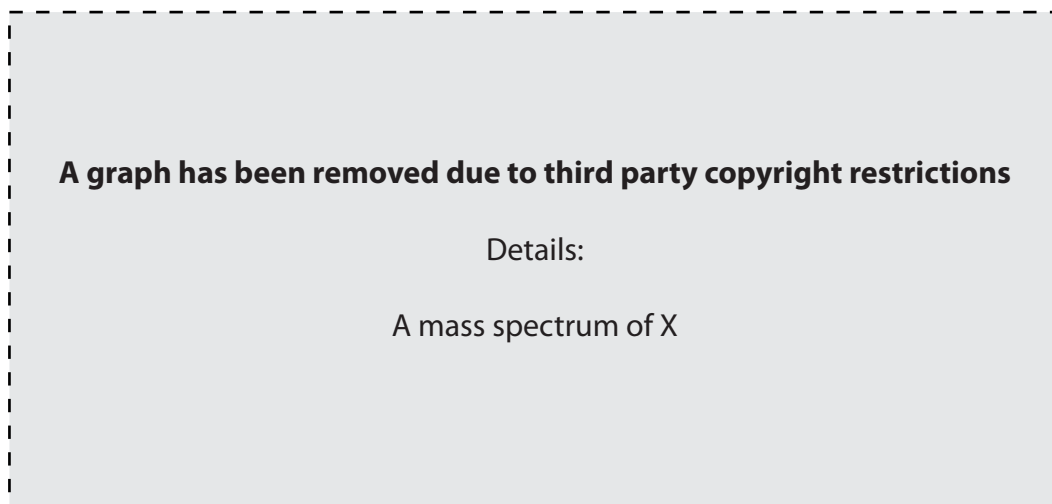 A graph has been removed due to third party copyright restrictions
Details:
A mass spectrum of X